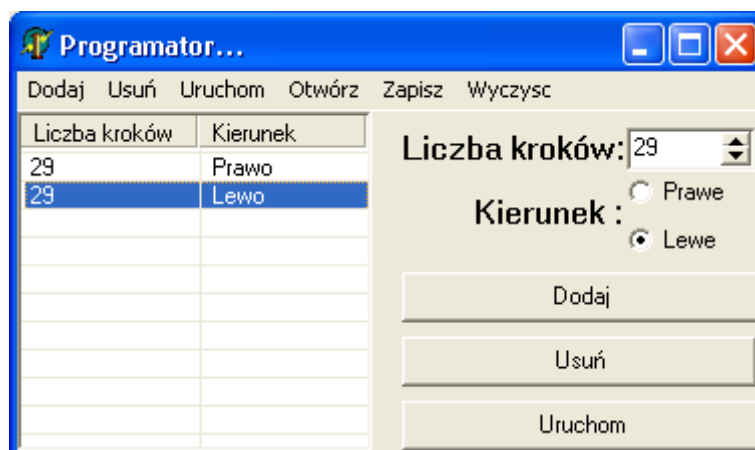 Programator...
Dodaj Usuń Uruchom Otwórz Zapisz Wyczysc
Liczba kroków Kierunek
29 Prawo
29 Lewo
Liczba kroków: 29
Kierunek :
Prawe
Lewe
Dodaj
Usuń
Uruchom